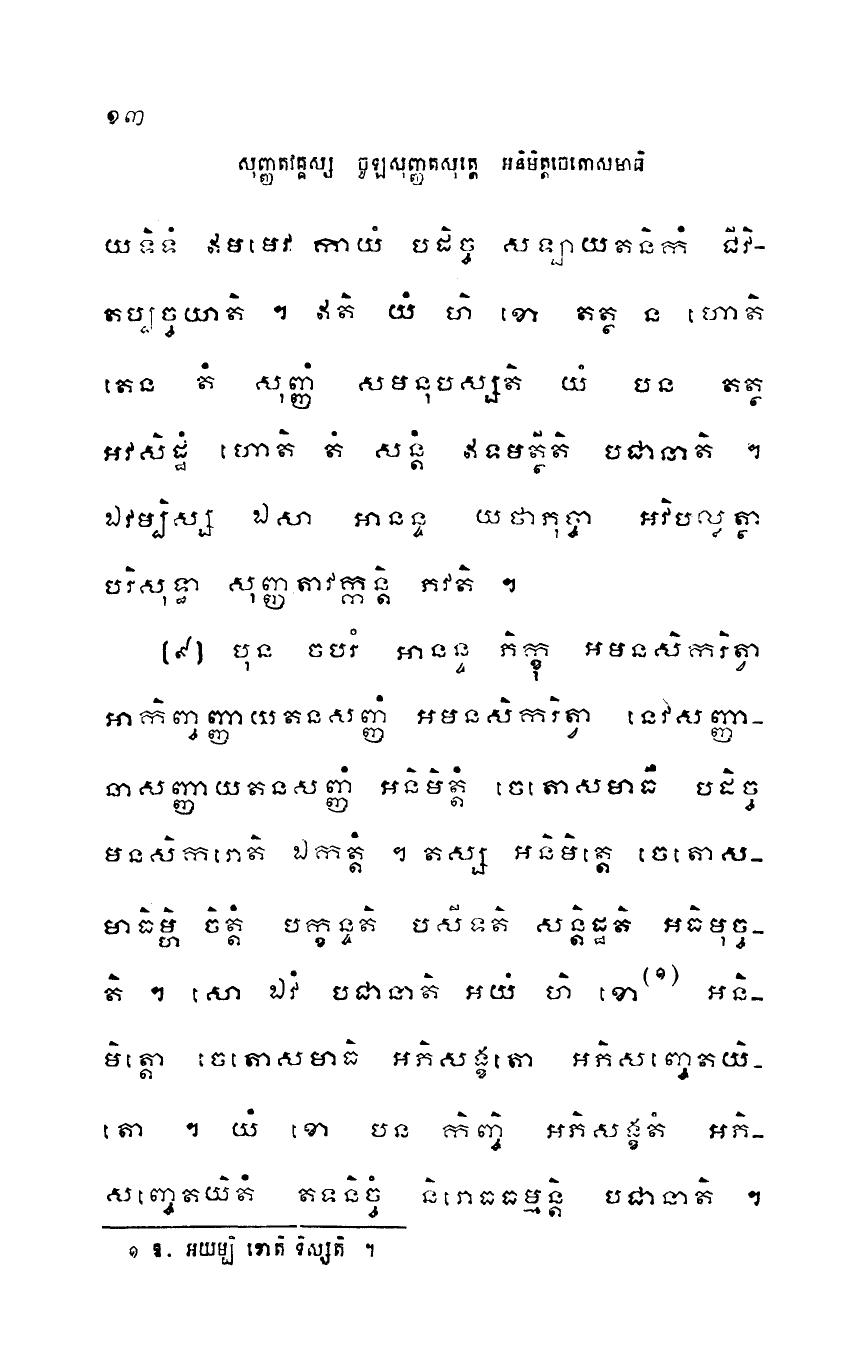 ១៣
សុញ្ញតវគ្គស្ស ចូឡសុញ្ញតសុត្តេ អនិមិត្តចេតោសមាធិ
យទិទំ ឥមមេវ កាយំ បដិច្ច សឡាយតនិកំ ជីវិ-
តប្បច្ចយាតិ ។ ឥតិ យំ ហិ ខោ តត្ថ ន ហោតិ
តេន តំ សុញ្ញំ សមនុបស្សតិ យំ បន តត្ថ
អវសិដ្ឋំ ហោតិ តំ សន្តំ ឥទមត្ថីតិ បជានាតិ ។
ឯវម្បិស្ស ឯសា អានន្ទ យថាភុច្ចា អវិបល្លត្ថា
បរិសុទ្ធា សុញ្ញតាវក្កន្តិ ភវតិ ។
(៩) បុន ចបរំ អានន្ទ ភិក្ខុ អមនសិករិត្វា
អាកិញ្ចញ្ញាយតនសញ្ញំ អមនសិករិត្វា នេវសញ្ញា-
នាសញ្ញាយតនសញ្ញំ អនិមិត្តំ ចេតោសមាធឹ បដិច្ច
មនសិករោតិ ឯកត្តំ ។ តស្ស អនិមិត្តេ ចេតោស-
មាធិម្ហិ ចិត្តំ បក្ខន្ទតិ បសីទតិ សន្តិដ្ឋតិ អធិមុច្ច-
តិ ។ សោ ឯវំ បជានាតិ អយំ ហិ ខោ(១) អនិ-
មិត្តោ ចេតោសមាធិ អភិសង្ខតោ អភិសញ្ចេតយិ-
តោ ។ យំ ខោ បន កិញ្ចិ អភិសង្ខតំ អភិ-
សញ្ចេតយិតំ តទនិច្ចំ និរោធធម្មន្តិ បជានាតិ ។
១ ឱ. អយម្បិ ខោតិ ទិស្សតិ ។